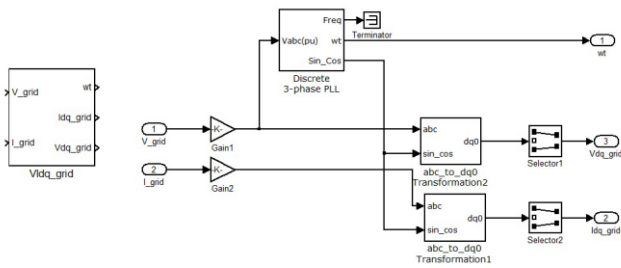 V_grid
I_grid
wt
Idq_grid
Vdq_grid
VIdq_grid
Vabc(pu)
Freq
wt
Sin_Cos
Discrete
3-phase PLL
Terminator
1
wt
1
V_grid
-K-
Gain1
2
I_grid
-K-
Gain2
abc
sin_cos
dq0
abc_to_dq0
Transformation2
Selector1
3
Vdq_grid
abc
sin_cos
dq0
abc_to_dq0
Transformation1
Selector2
2
Idq_grid